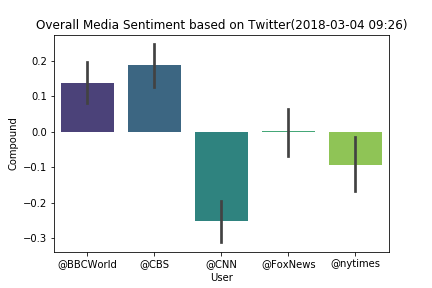 Overall Media Sentiment based on Twitter(2018-03-04 09:26)
Compound
0.2
0.1
0.0
−0.1
−0.2
−0.3
@BBCWorld @CBS @CNN @FoxNews @nytimes
User